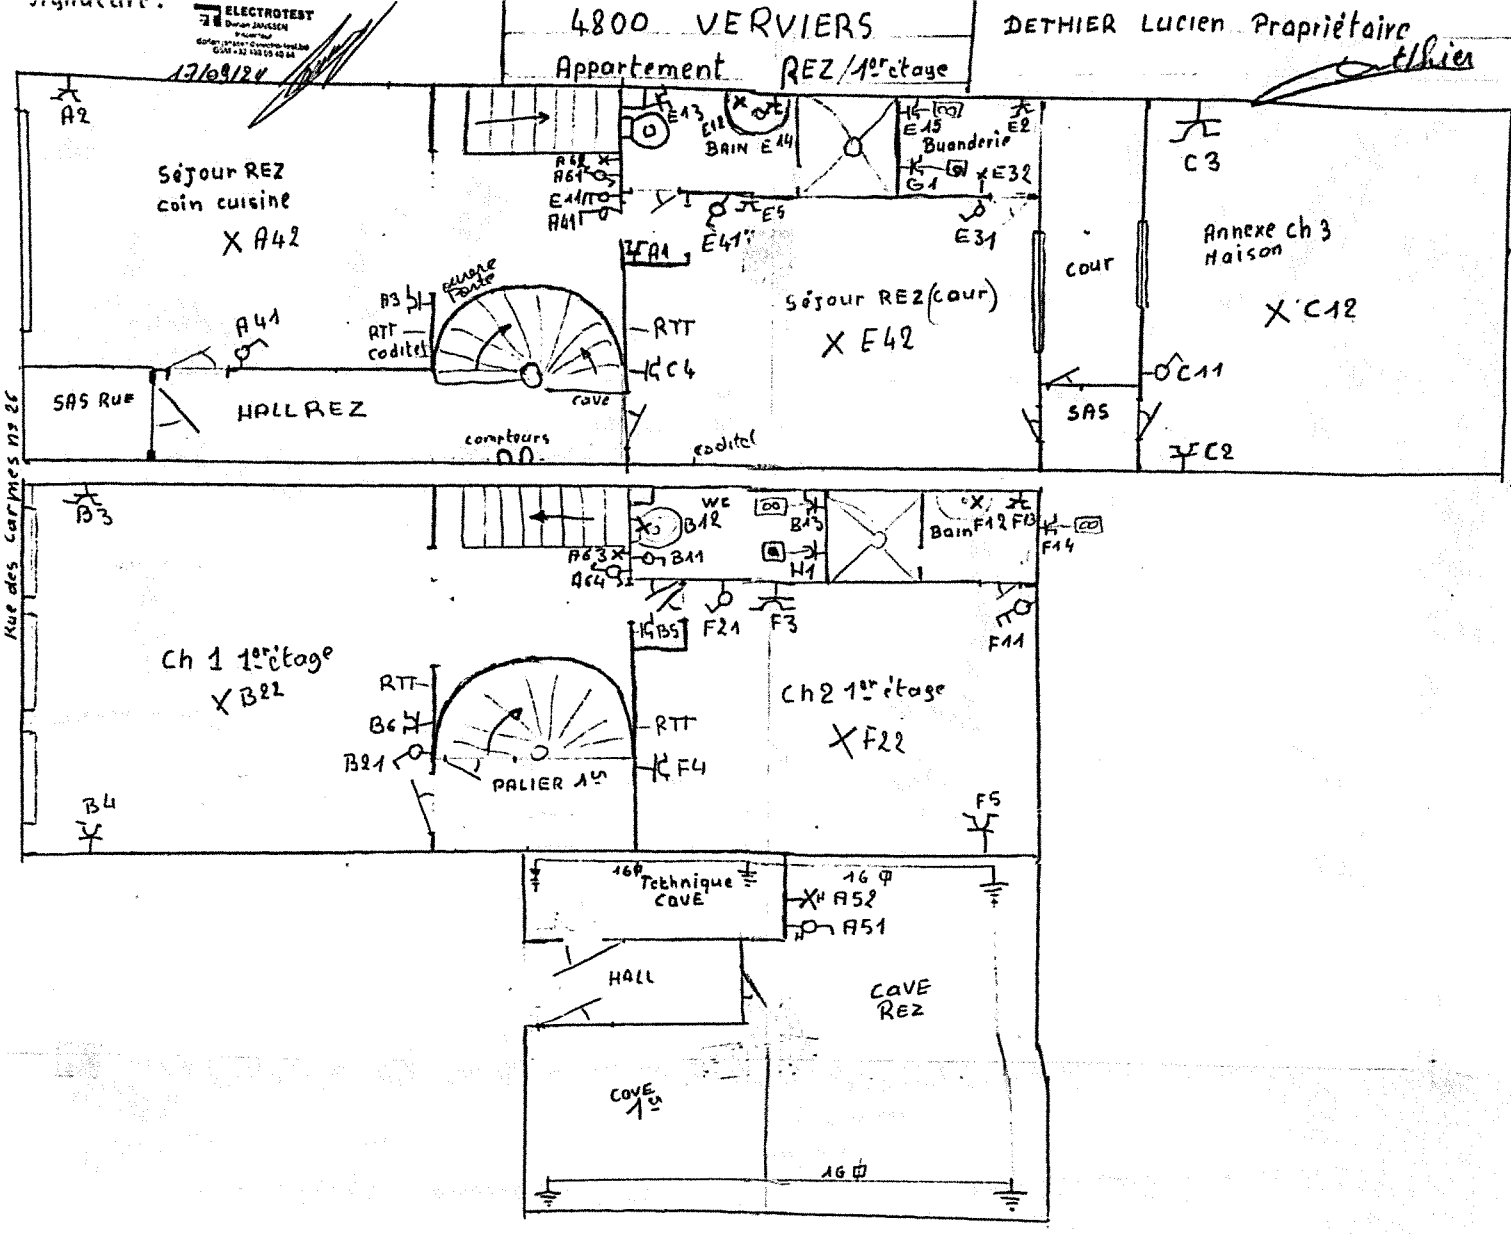 Signature:
ELECTROTEST
Dorian JANSSEN
17/09/24
4800 VERVIERS
Appartement REZ/1er étage
DETHIER Lucien Propriétaire
A2
E13
E12
BAIN E14
E15
E2
Buanderie
G1
E32
C3
Séjour REZ
coin cuisine
X A42
A62
A61
E11
A41
E41
E5
E31
A1
Annexe ch 3
Maison
X C12
cour
Séjour REZ (cour)
X E42
A3
RTT
coditel
A41
RTT
C4
C11
SAS RUE
HALL REZ
cave
compteurs
coditel
SAS
C2
Rue des Carmes n° 26
B3
WC
B12
B13
Bain F12 F13
F14
A63
B11
A64
H1
B5
F21
F3
F11
Ch 1 1er étage
X B22
RTT
B6
B21
RTT
F4
Ch 2 1er étage
X F22
PALIER 1er
B4
F5
16
Technique
CAVE
16
A52
A51
HALL
CAVE
REZ
CAVE
1er
16